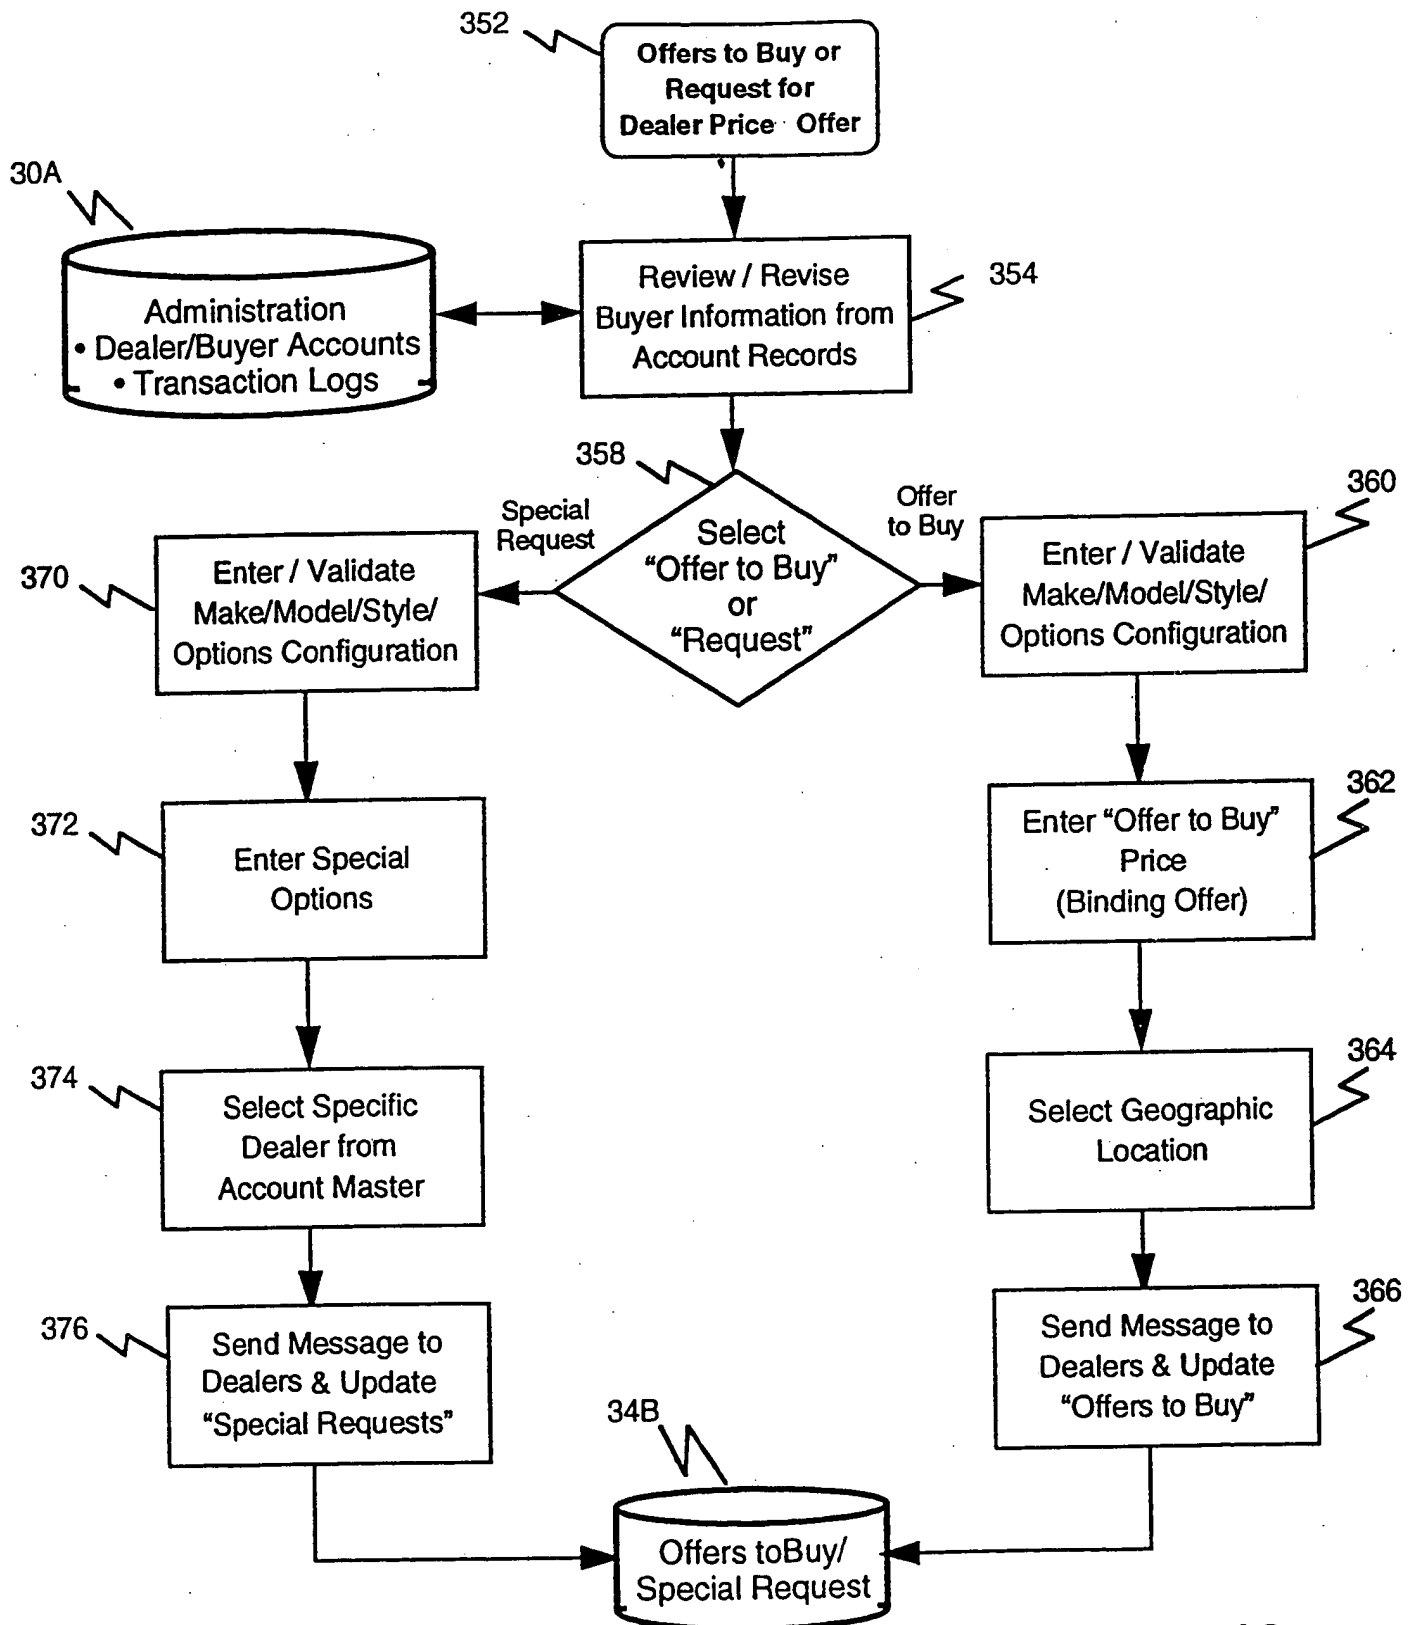 352
Offers to Buy or
Request for
Dealer Price Offer
30A
Administration
• Dealer/Buyer Accounts
• Transaction Logs
Review / Revise
Buyer Information from
Account Records
354
358
Special
Request
Select
“Offer to Buy”
or
“Request”
Offer
to Buy
370
Enter / Validate
Make/Model/Style/
Options Configuration
360
Enter / Validate
Make/Model/Style/
Options Configuration
372
Enter Special
Options
362
Enter “Offer to Buy”
Price
(Binding Offer)
374
Select Specific
Dealer from
Account Master
364
Select Geographic
Location
376
Send Message to
Dealers & Update
“Special Requests”
366
Send Message to
Dealers & Update
“Offers to Buy”
34B
Offers toBuy/
Special Request